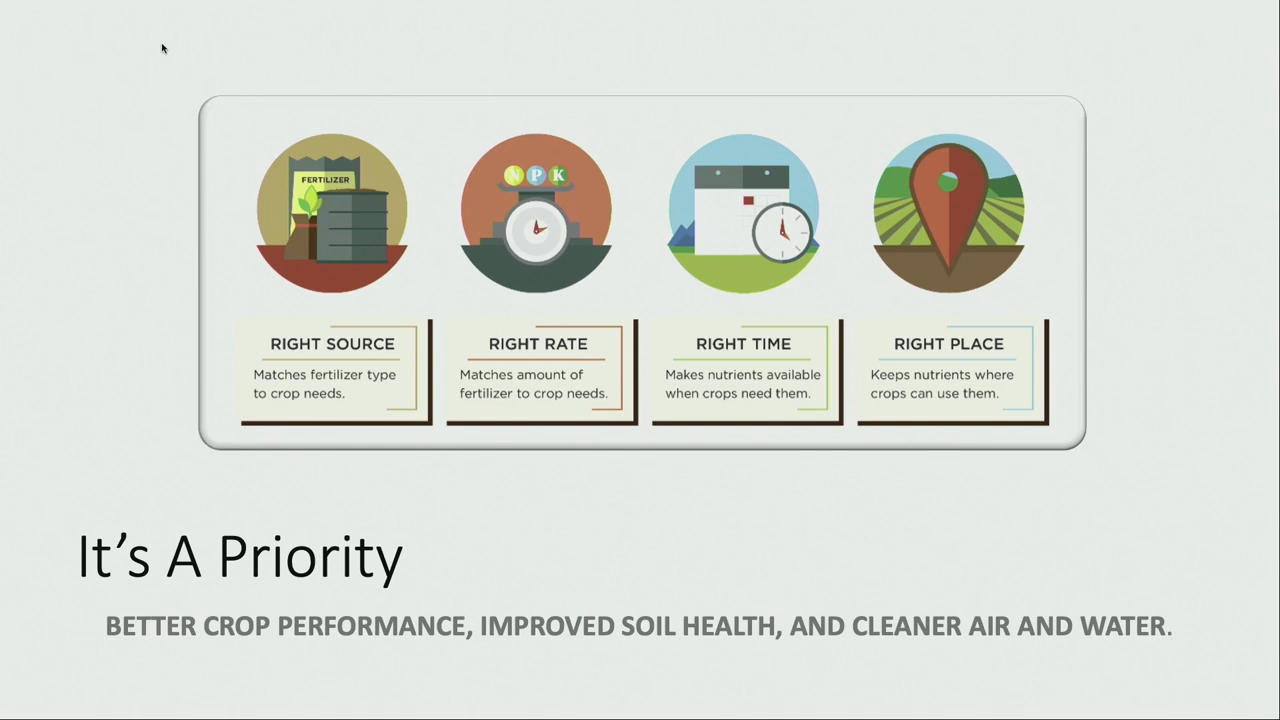 FERTILIZER
N P K
RIGHT SOURCE
Matches fertilizer type
to crop needs.
RIGHT RATE
Matches amount of
fertilizer to crop needs.
RIGHT TIME
Makes nutrients available
when crops need them.
RIGHT PLACE
Keeps nutrients where
crops can use them.
It’s A Priority
BETTER CROP PERFORMANCE, IMPROVED SOIL HEALTH, AND CLEANER AIR AND WATER.